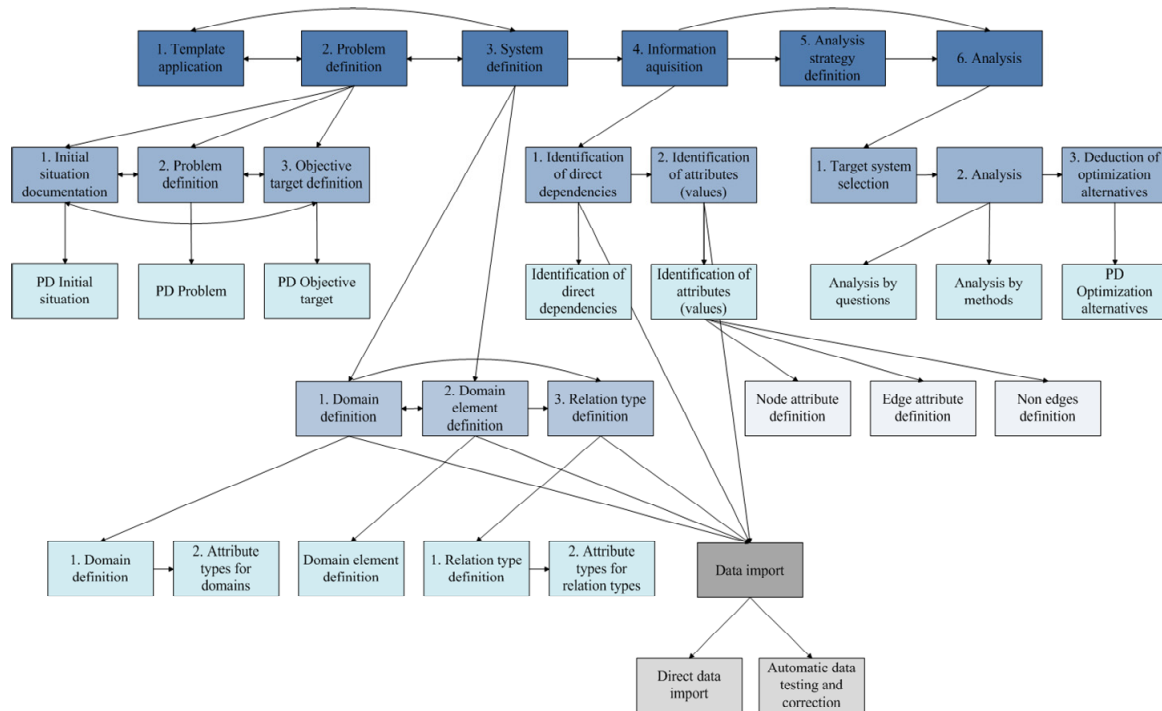 1. Template
application
2. Problem
definition
3. System
definition
4. Information
aquisition
5. Analysis
strategy
definition
6. Analysis
1. Initial
situation
documentation
2. Problem
definition
3. Objective
target definition
1. Identification
of direct
dependencies
2. Identification
of attributes
(values)
1. Target system
selection
2. Analysis
3. Deduction of
optimization
alternatives
PD Initial
situation
PD Problem
PD Objective
target
Identification of
direct
dependencies
Identification of
attributes
(values)
Analysis by
questions
Analysis by
methods
PD
Optimization
alternatives
1. Domain
definition
2. Domain
element
definition
3. Relation type
definition
Node attribute
definition
Edge attribute
definition
Non edges
definition
1. Domain
definition
2. Attribute
types for
domains
Domain element
definition
1. Relation type
definition
2. Attribute
types for
relation types
Data import
Direct data
import
Automatic data
testing and
correction